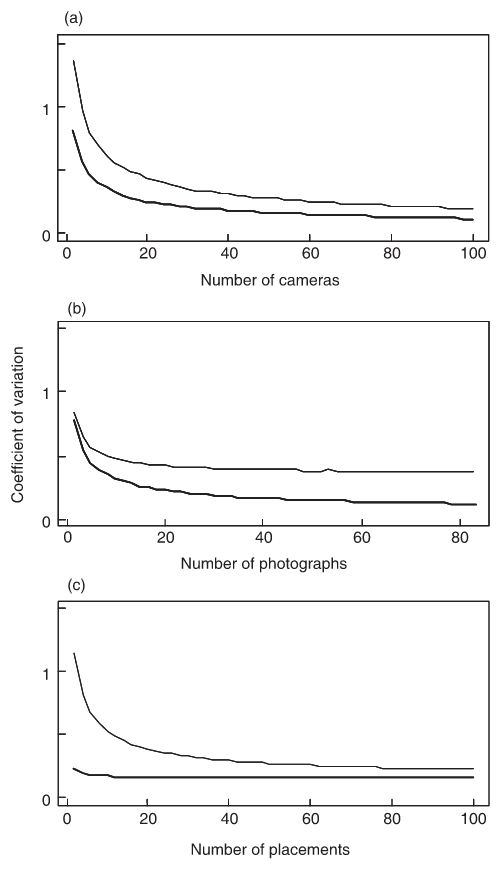 (a)
1
0
0 20 40 60 80 100
Number of cameras
(b)
1
0
0 20 40 60 80
Number of photographs
Coefficient of variation
(c)
1
0
0 20 40 60 80 100
Number of placements